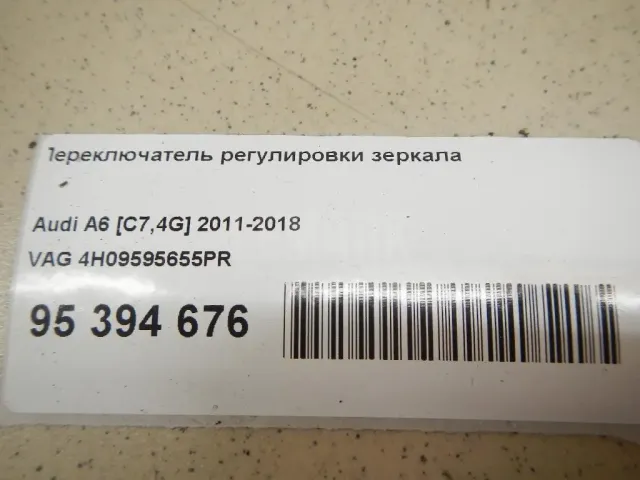 Переключатель регулировки зеркала
Audi A6 [C7,4G] 2011-2018
VAG 4H09595655PR
95 394 676